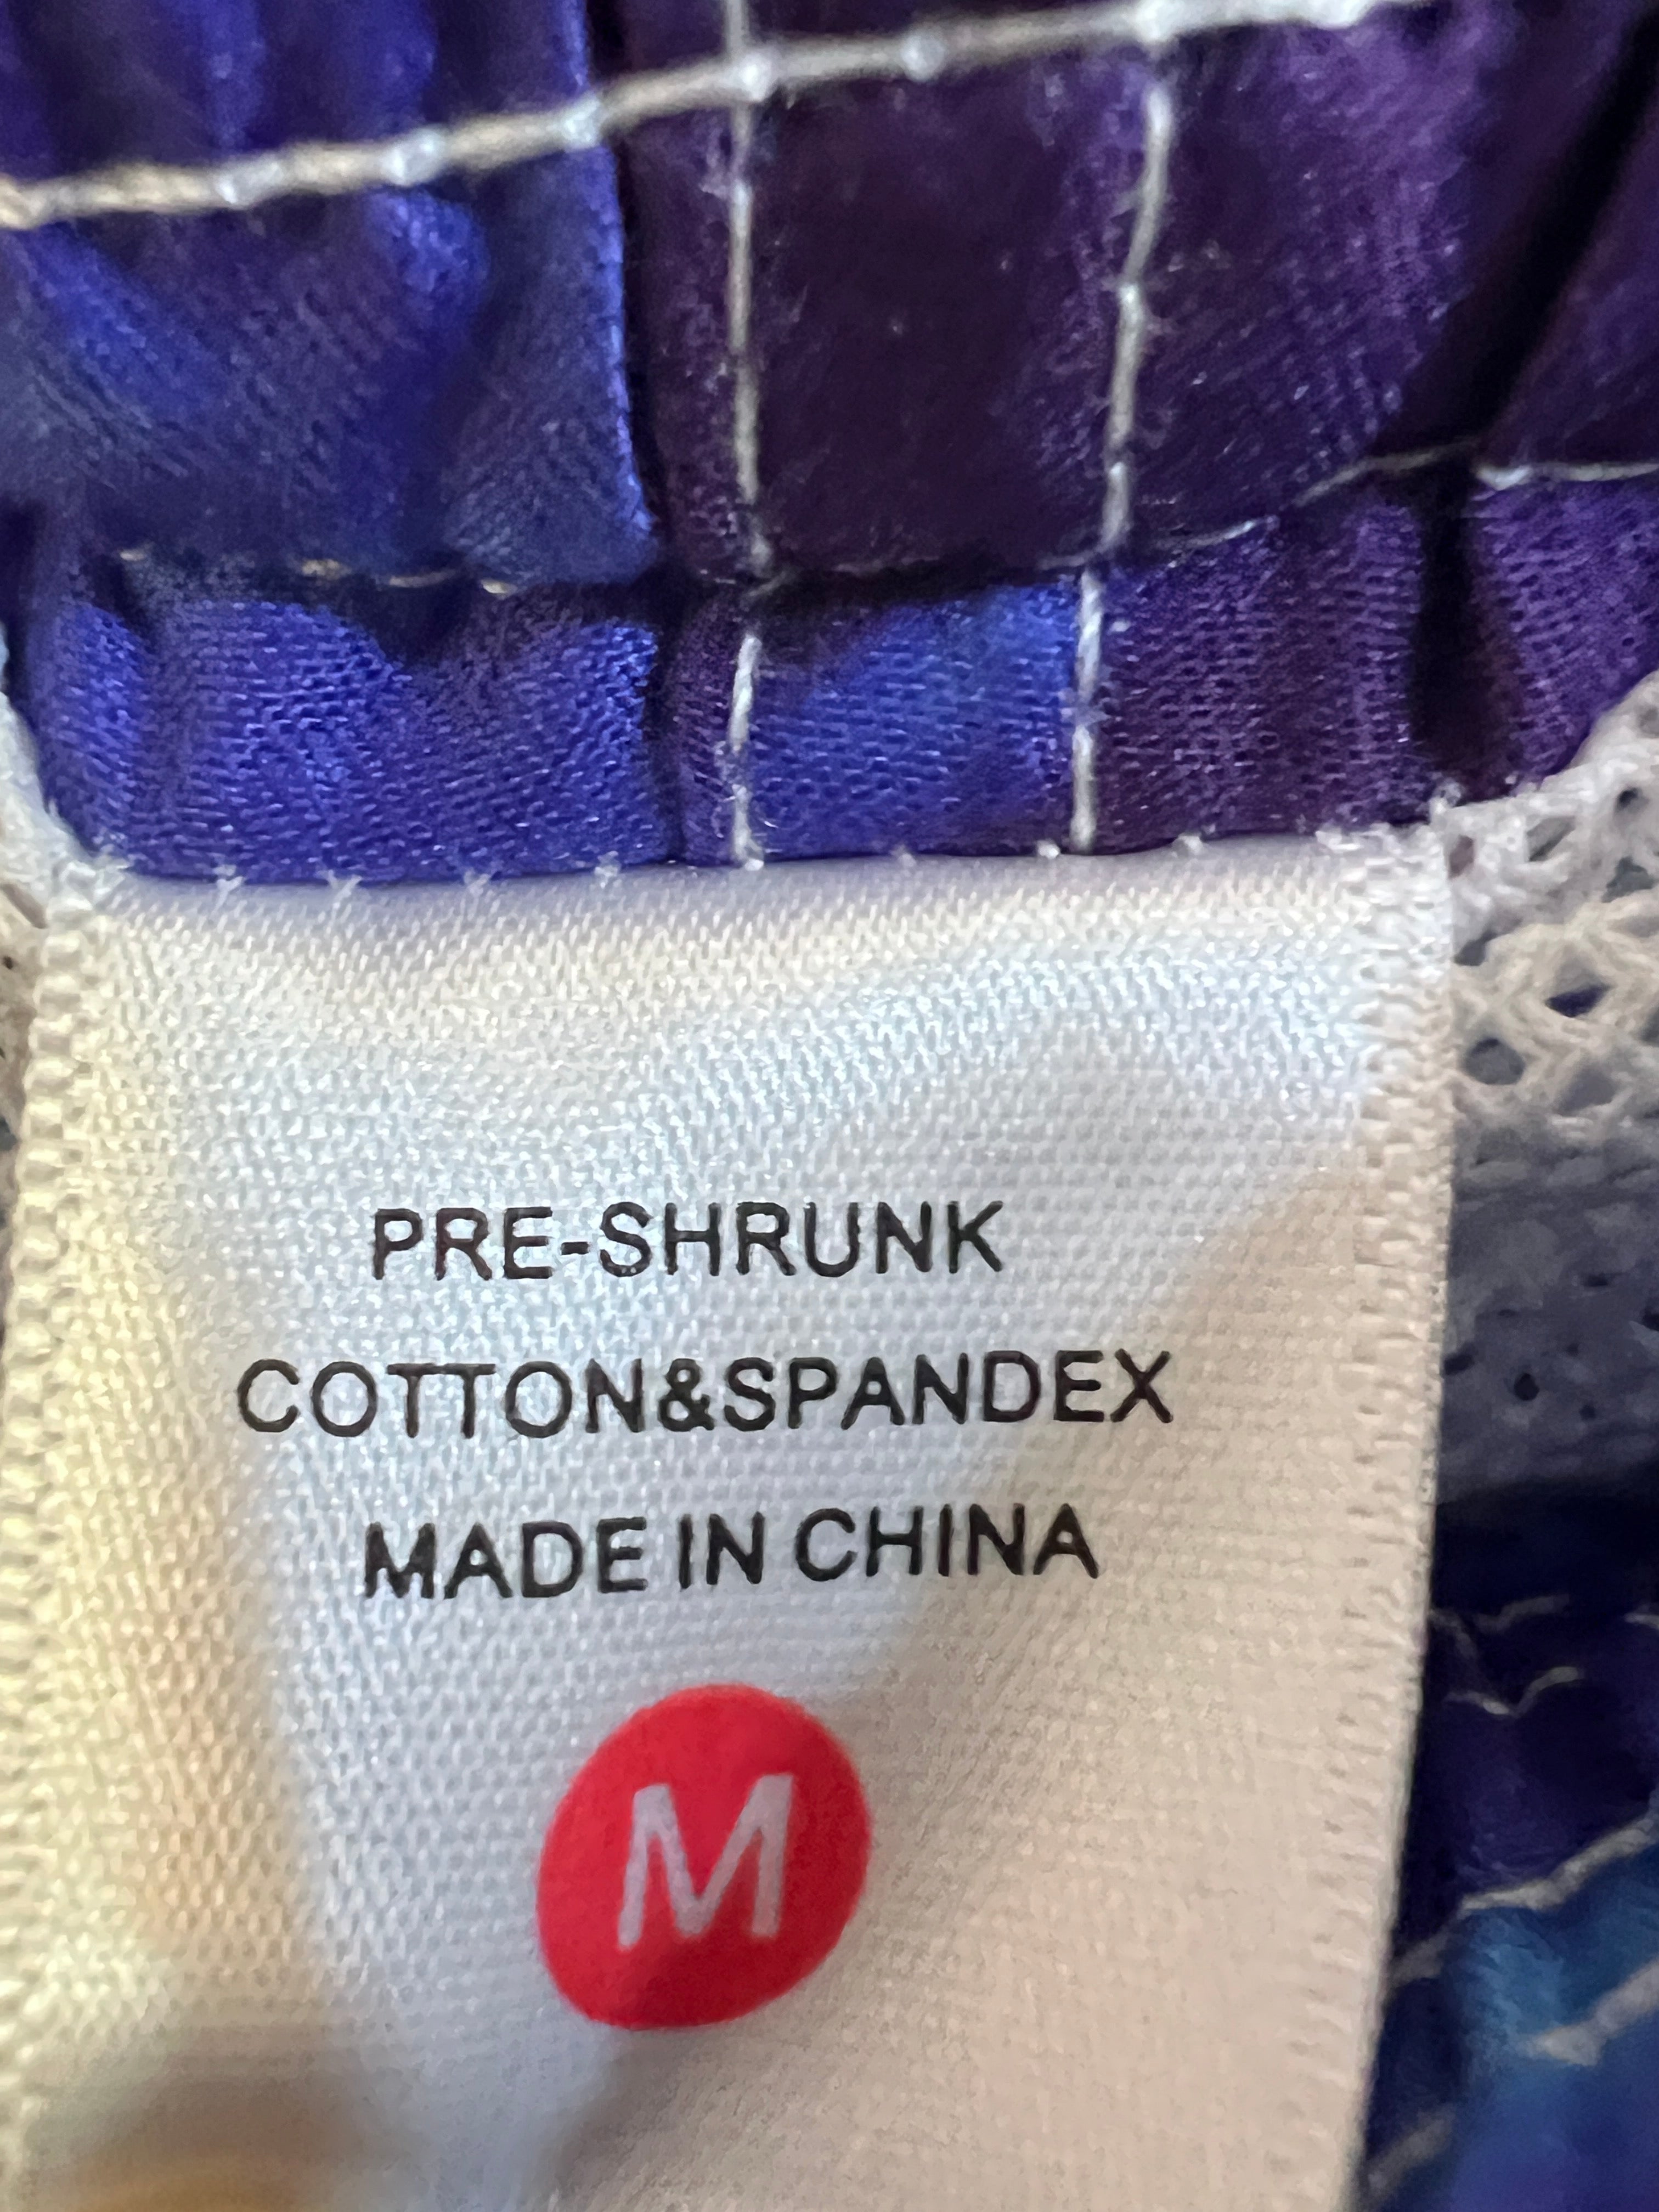 PRE-SHRUNK
COTTON&SPANDEX
MADE IN CHINA
M